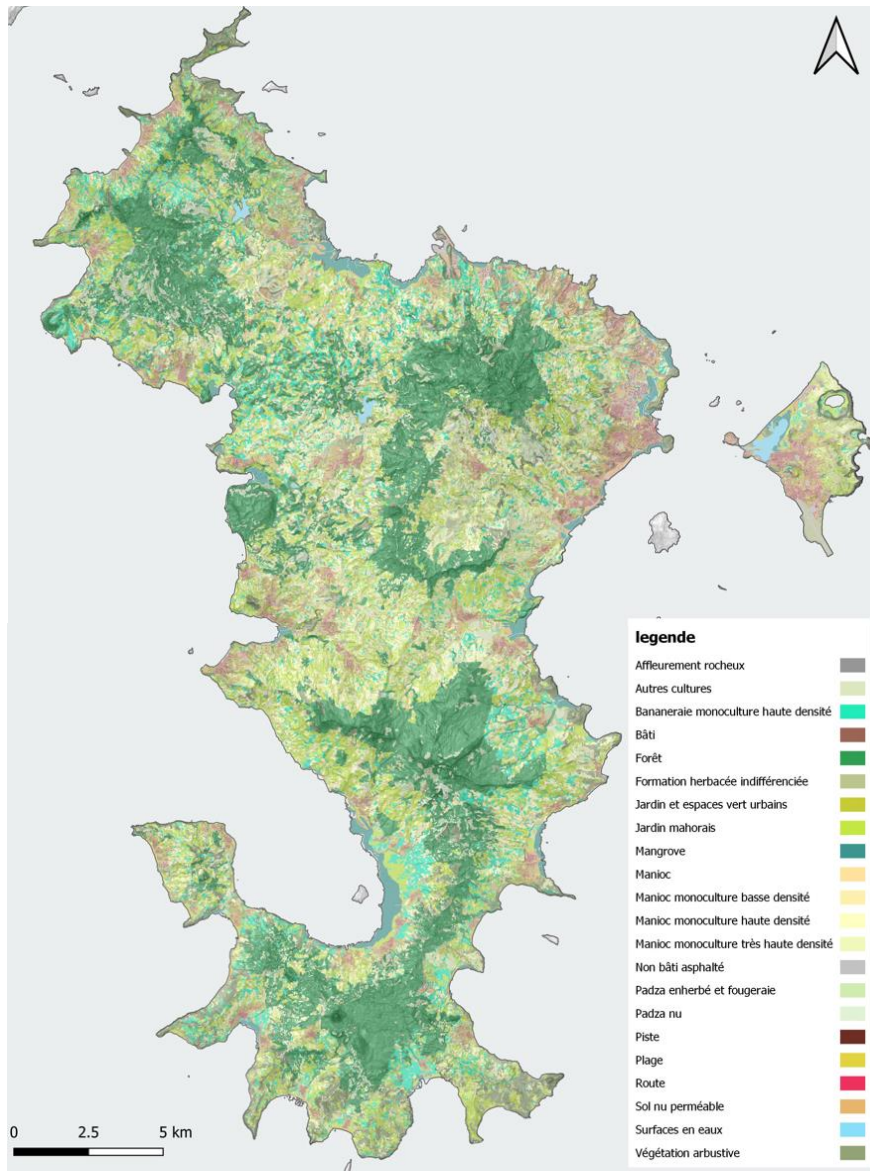 legende
Affleurement rocheux
Autres cultures
Bananeraie monoculture haute densité
Bâti
Forêt
Formation herbacée indifférenciée
Jardin et espaces vert urbains
Jardin mahorais
Mangrove
Manioc
Manioc monoculture basse densité
Manioc monoculture haute densité
Manioc monoculture très haute densité
Non bâti asphalté
Padza enherbé et fougeraie
Padza nu
Piste
Plage
Route
Sol nu perméable
Surfaces en eaux
Végétation arbustive
0 2.5 5 km